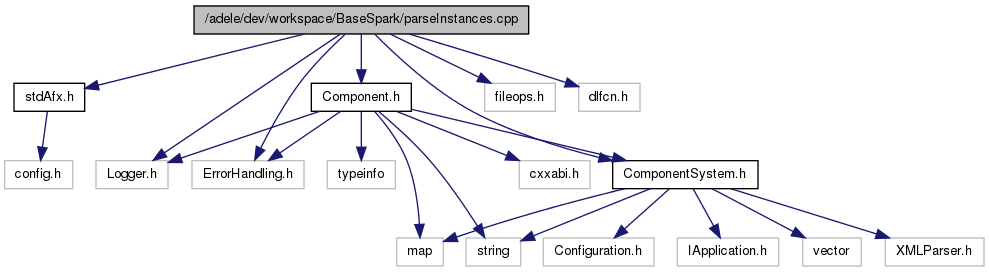 /adele/dev/workspace/BaseSpark/parseInstances.cpp
stdAfx.h
Component.h
fileops.h
dlfcn.h
config.h
Logger.h
ErrorHandling.h
typeinfo
cxxabi.h
ComponentSystem.h
map
string
Configuration.h
IApplication.h
vector
XMLParser.h